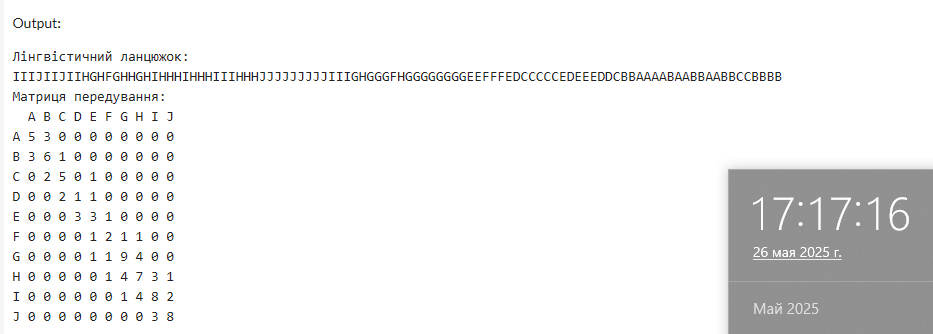 Output:
Лінгвістичний ланцюжок:
IIIJIIJIIHGHFGHHGHIHHHIHHHIIIHHHJJJJJJJJJIIIGHGGGFHGGGGGGGGEEFFFEDCCCCCEDEEEDDCBBAAAABAABBAABBCCBBBB
Матриця передування:
A B C D E F G H I J
A 5 3 0 0 0 0 0 0 0 0
B 3 6 1 0 0 0 0 0 0 0
C 0 2 5 0 1 0 0 0 0 0
D 0 0 2 1 1 0 0 0 0 0
E 0 0 0 3 3 1 0 0 0 0
F 0 0 0 0 1 2 1 1 0 0
G 0 0 0 0 1 1 9 4 0 0
H 0 0 0 0 0 1 4 7 3 1
I 0 0 0 0 0 0 1 4 8 2
J 0 0 0 0 0 0 0 0 3 8
17:17:16
26 мая 2025 г.
Май 2025